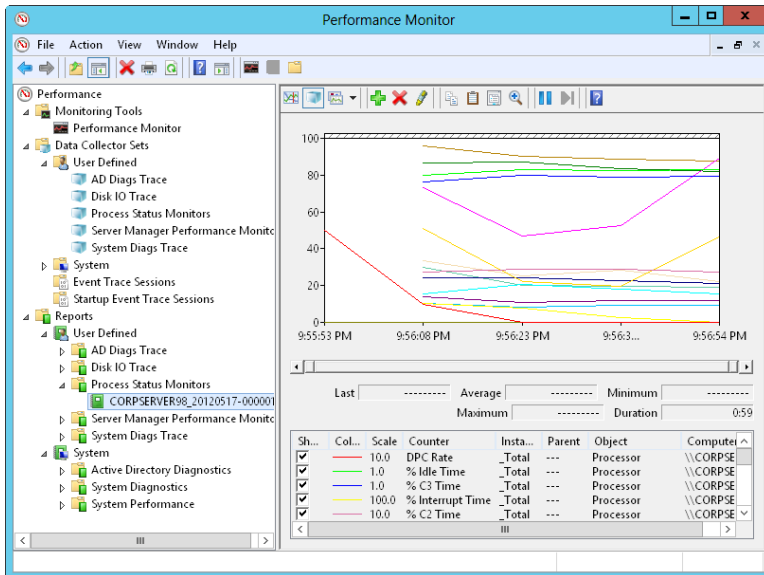 Performance Monitor
File Action View Window Help
Performance
Monitoring Tools
Performance Monitor
Data Collector Sets
User Defined
AD Diags Trace
Disk IO Trace
Process Status Monitors
Server Manager Performance Monitc
System Diags Trace
System
Event Trace Sessions
Startup Event Trace Sessions
Reports
User Defined
AD Diags Trace
Disk IO Trace
Process Status Monitors
CORPSERVER98_20120517-000001
Server Manager Performance Monitc
System Diags Trace
System
Active Directory Diagnostics
System Diagnostics
System Performance
100
80
60
40
20
0
9:55:53 PM 9:56:08 PM 9:56:23 PM 9:56:3... 9:56:54 PM
Last --------- Average --------- Minimum ---------
Maximum --------- Duration 0:59
Sh... Col... Scale Counter Insta... Parent Object Computer
10.0 DPC Rate _Total --- Processor \\CORPSE
1.0 % Idle Time _Total --- Processor \\CORPSE
1.0 % C3 Time _Total --- Processor \\CORPSE
100.0 % Interrupt Time _Total --- Processor \\CORPSE
10.0 % C2 Time _Total --- Processor \\CORPSE